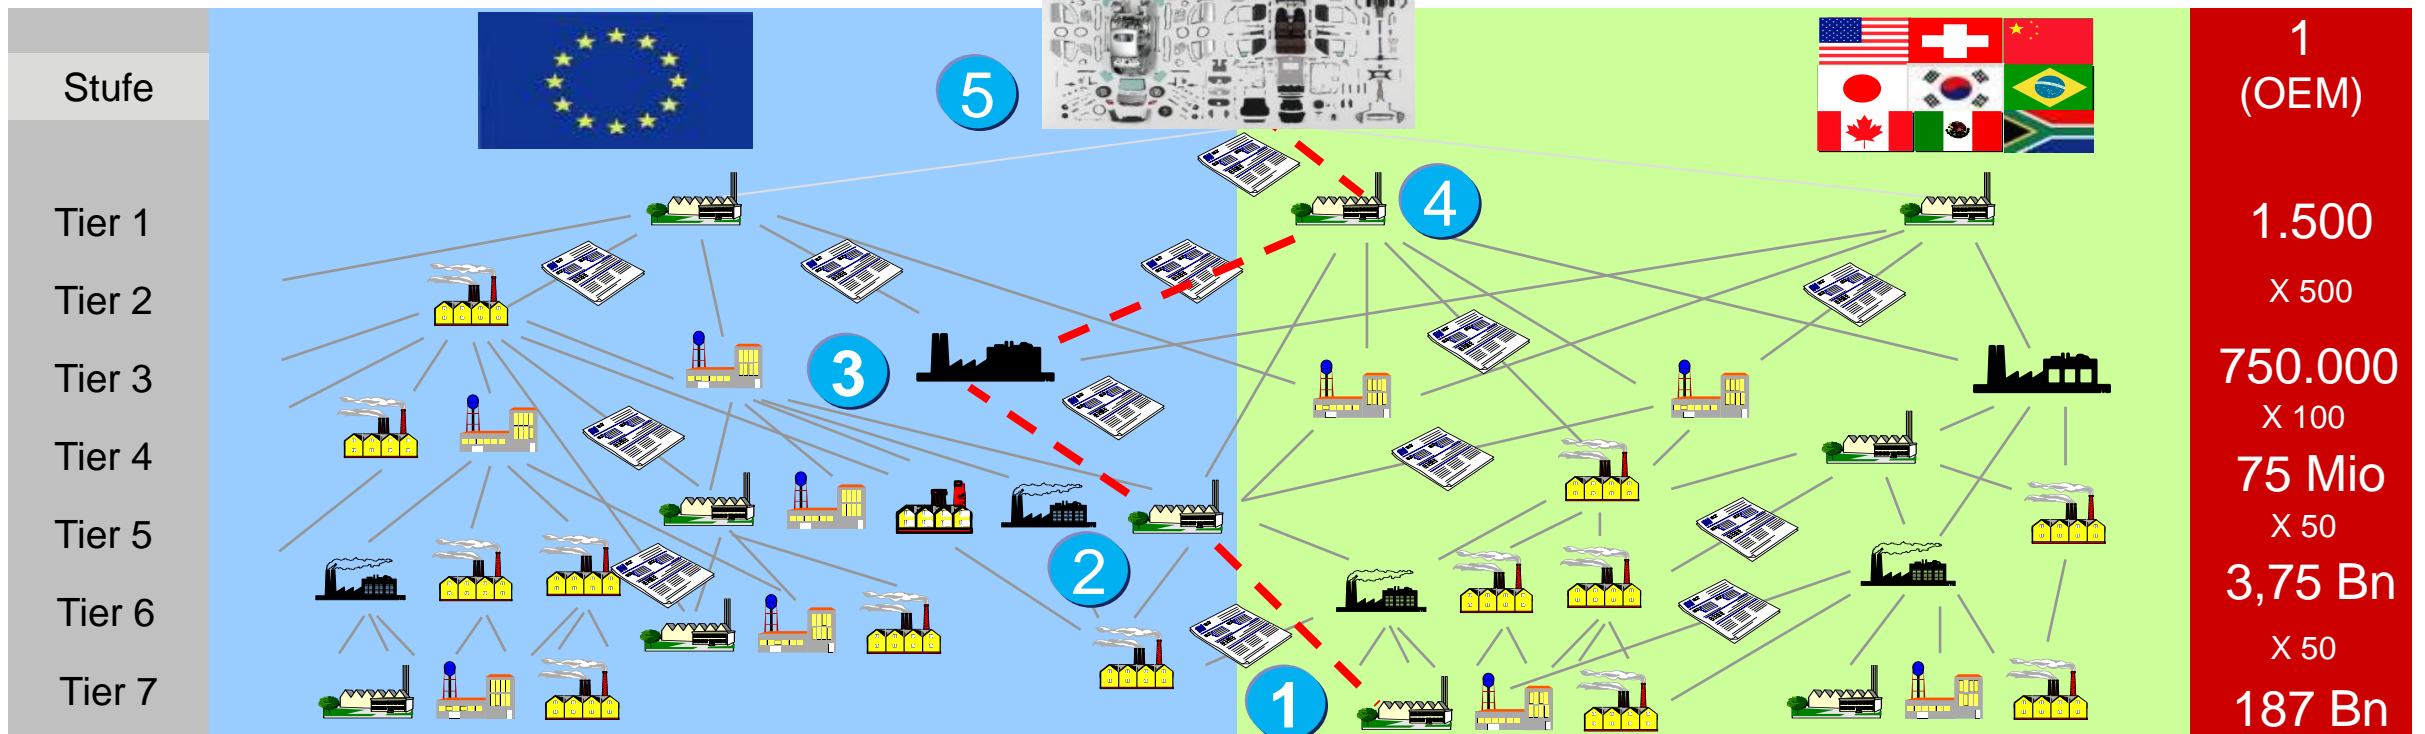 Stufe
Tier 1
Tier 2
Tier 3
Tier 4
Tier 5
Tier 6
Tier 7
5
4
3
2
1
1
(OEM)
1.500
X 500
750.000
X 100
75 Mio
X 50
3,75 Bn
X 50
187 Bn